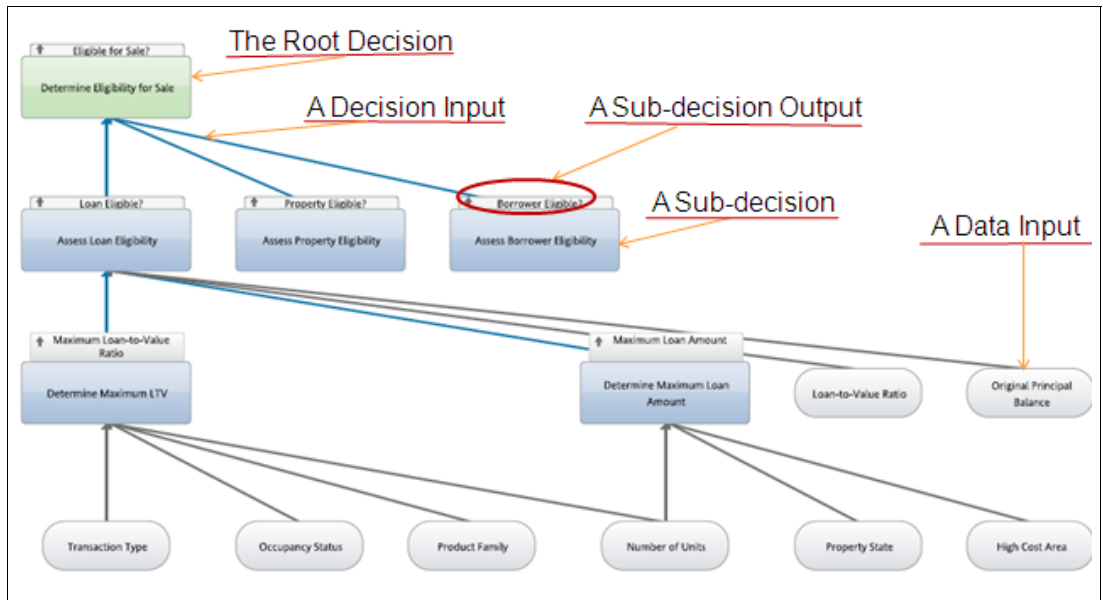 The Root Decision
Eligible for Sale?
Determine Eligibility for Sale
A Decision Input
A Sub-decision Output
Loan Eligible?
Property Eligible?
Borrower Eligible?
A Sub-decision
Assess Loan Eligibility
Assess Property Eligibility
Assess Borrower Eligibility
A Data Input
Maximum Loan-to-Value
Ratio
Maximum Loan Amount
Determine Maximum LTV
Determine Maximum Loan
Amount
Loan-to-Value Ratio
Original Principal
Balance
Transaction Type
Occupancy Status
Product Family
Number of Units
Property State
High Cost Area